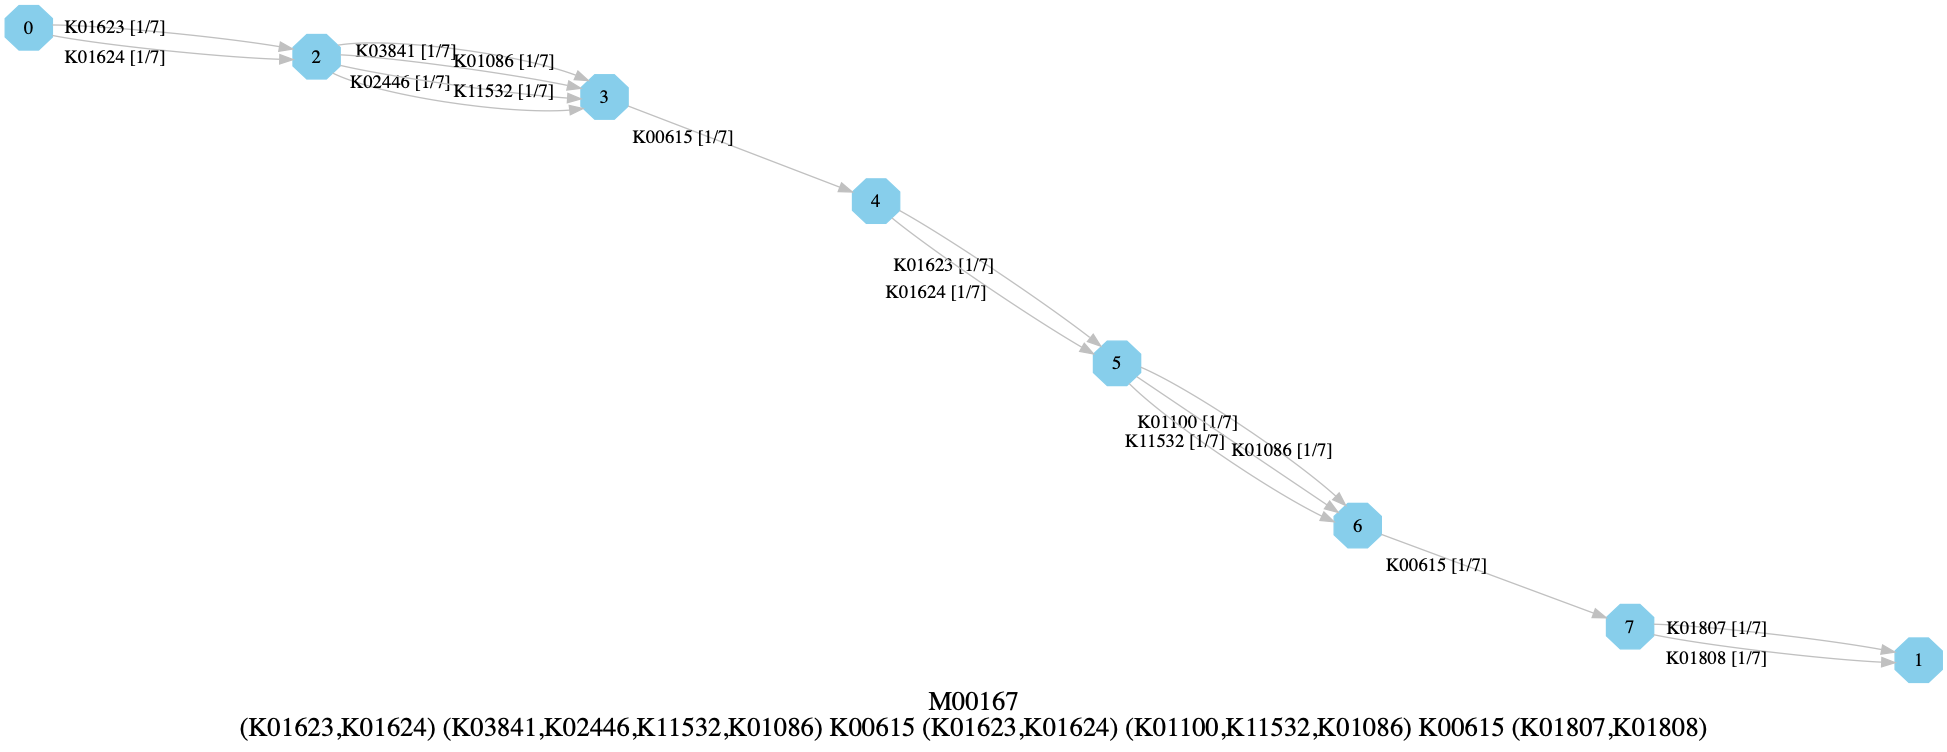 0
K01623 [1/7]
K01624 [1/7]
2
K03841 [1/7]
K01086 [1/7]
K02446 [1/7]
K11532 [1/7]
3
K00615 [1/7]
4
K01623 [1/7]
K01624 [1/7]
5
K01100 [1/7]
K11532 [1/7]
K01086 [1/7]
6
K00615 [1/7]
7
K01807 [1/7]
K01808 [1/7]
1
M00167
(K01623,K01624) (K03841,K02446,K11532,K01086) K00615 (K01623,K01624) (K01100,K11532,K01086) K00615 (K01807,K01808)